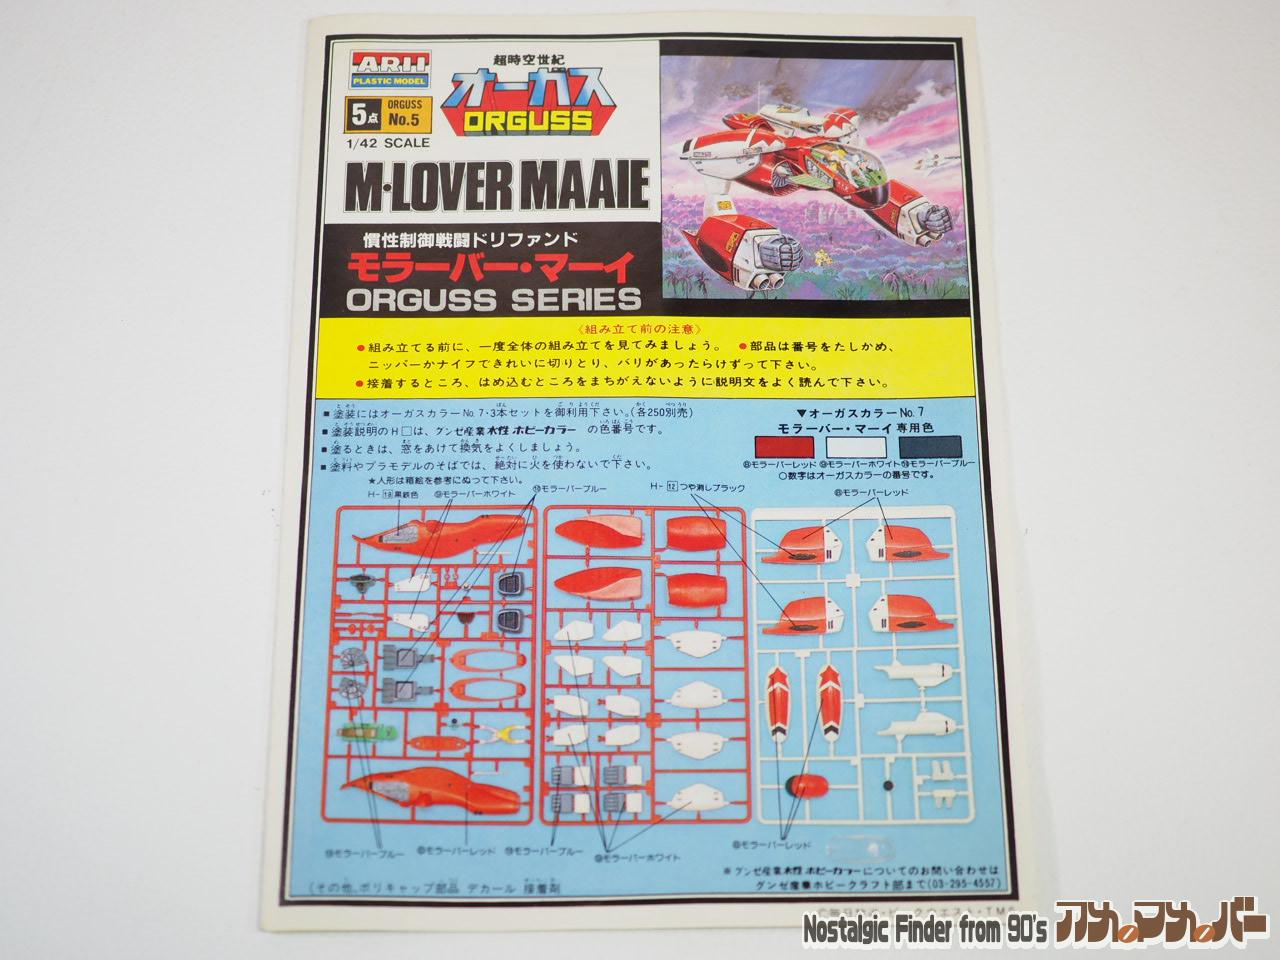 ARII
PLASTIC MODEL
超時空世紀
オーガス
ORGUSS
5点
ORGUSS
No.5
1/42 SCALE
M·LOVER MAAIE
慣性制御戦闘ドリファンド
モラーバー・マーイ
ORGUSS SERIES
〈組み立て前の注意〉
●組み立てる前に、一度全体の組み立てを見てみましょう。 ●部品は番号をたしかめ、
ニッパーかナイフできれいに切りとり、バリがあったらけずって下さい。
●接着するところ、はめ込むところをまちがえないように説明文をよく読んで下さい。
■塗装にはオーガスカラーNo.7・3本セットを御利用下さい。(各250別売)
■塗装説明のH□は、グンゼ産業水性ホビーカラー の色番号です。
■塗るときは、窓をあけて換気をよくしましょう。
■塗料やプラモデルのそばでは、絶対に火を使わないで下さい。
★人形は箱絵を参考にぬって下さい。
▼オーガスカラーNo.7
モラーバー・マーイ専用色
モラーバーレッド モラーバーホワイト モラーバーブルー
○数字はオーガスカラーの番号です。
H-18黒鉄色
モラーバーホワイト
モラーバーブルー
H-12つや消しブラック
モラーバーレッド
モラーバーブルー
モラーバーレッド
モラーバーブルー
モラーバーホワイト
モラーバーレッド
(その他、ポリキャップ部品 デカール 接着剤
※グンゼ産業水性ホビーカラーについてのお問い合わせは
グンゼ産業ホビークラフト部まで(03-295-4557)
Nostalgic Finder from 90's アカノマカバー